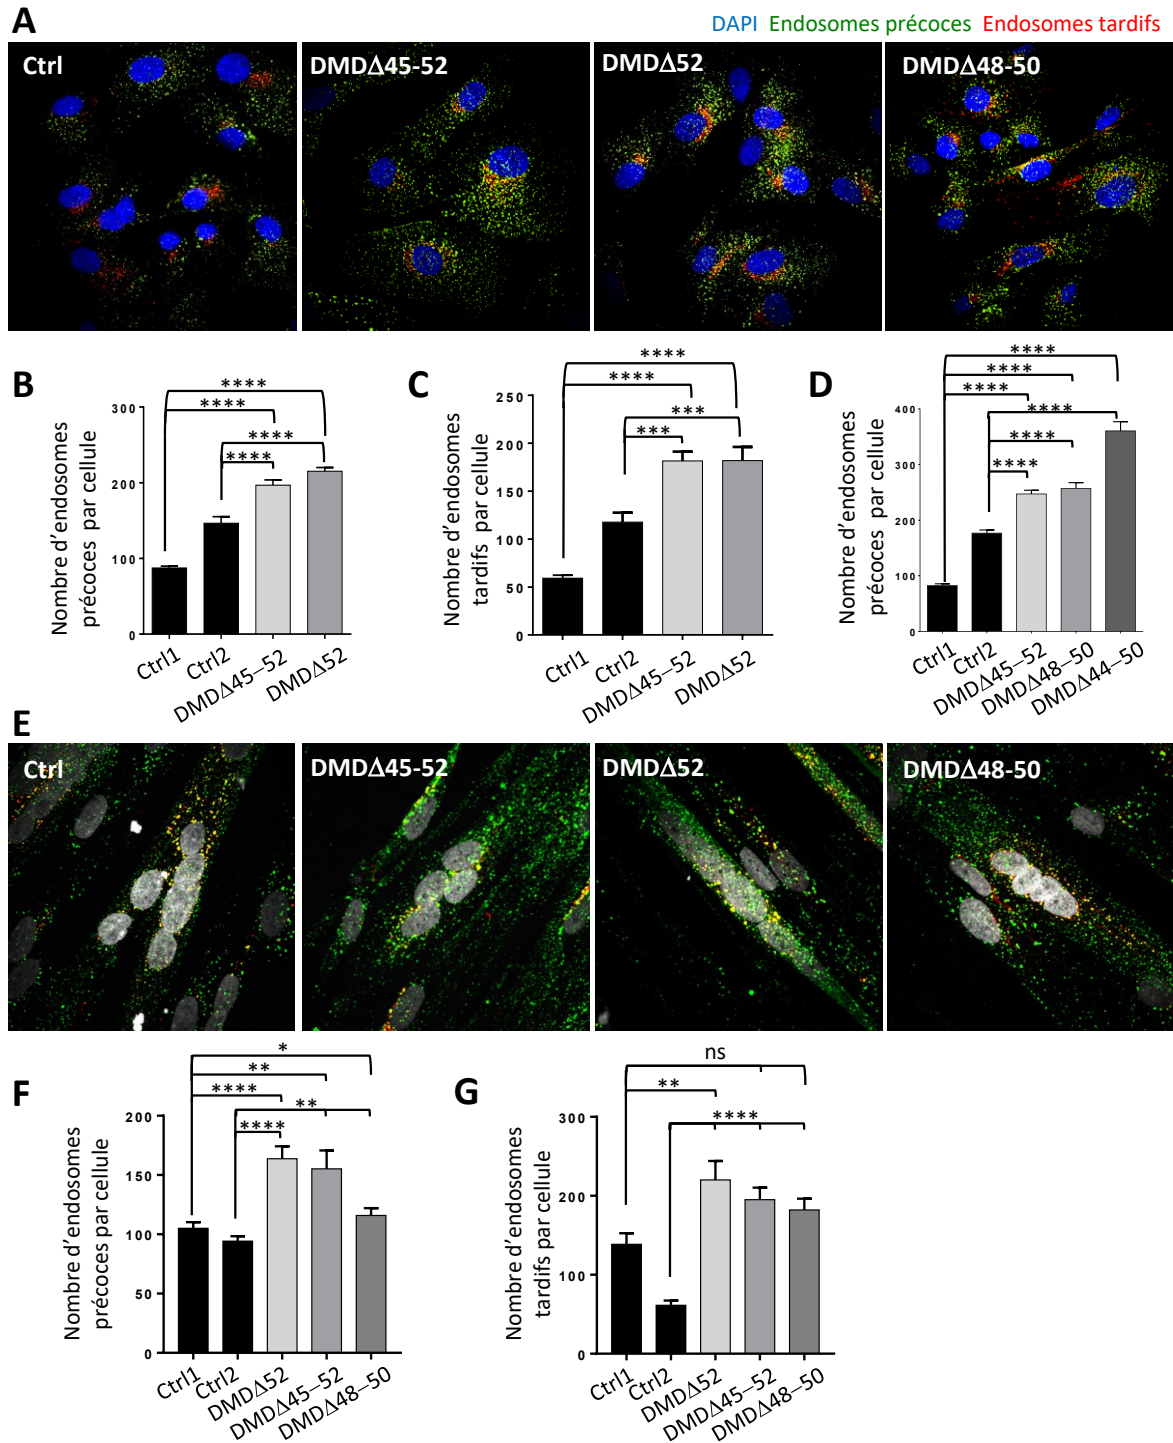 A
DAPI Endosomes précoces Endosomes tardifs
Ctrl
DMDΔ45-52
DMDΔ52
DMDΔ48-50
B
Nombre d'endosomes
précoces par cellule
300
200
100
0
****
****
****
****
Ctrl1
Ctrl2
DMDΔ45–52
DMDΔ52
C
Nombre d'endosomes
tardifs par cellule
250
200
150
100
50
0
****
****
***
***
Ctrl1
Ctrl2
DMDΔ45–52
DMDΔ52
D
Nombre d'endosomes
précoces par cellule
400
300
200
100
0
****
****
****
****
****
****
Ctrl1
Ctrl2
DMDΔ45–52
DMDΔ48–50
DMDΔ44–50
E
Ctrl
DMDΔ45-52
DMDΔ52
DMDΔ48-50
F
Nombre d'endosomes
précoces par cellule
200
150
100
50
0
*
**
****
**
****
Ctrl1
Ctrl2
DMDΔ52
DMDΔ45–52
DMDΔ48–50
G
Nombre d'endosomes
tardifs par cellule
300
200
100
0
ns
**
****
Ctrl1
Ctrl2
DMDΔ52
DMDΔ45–52
DMDΔ48–50